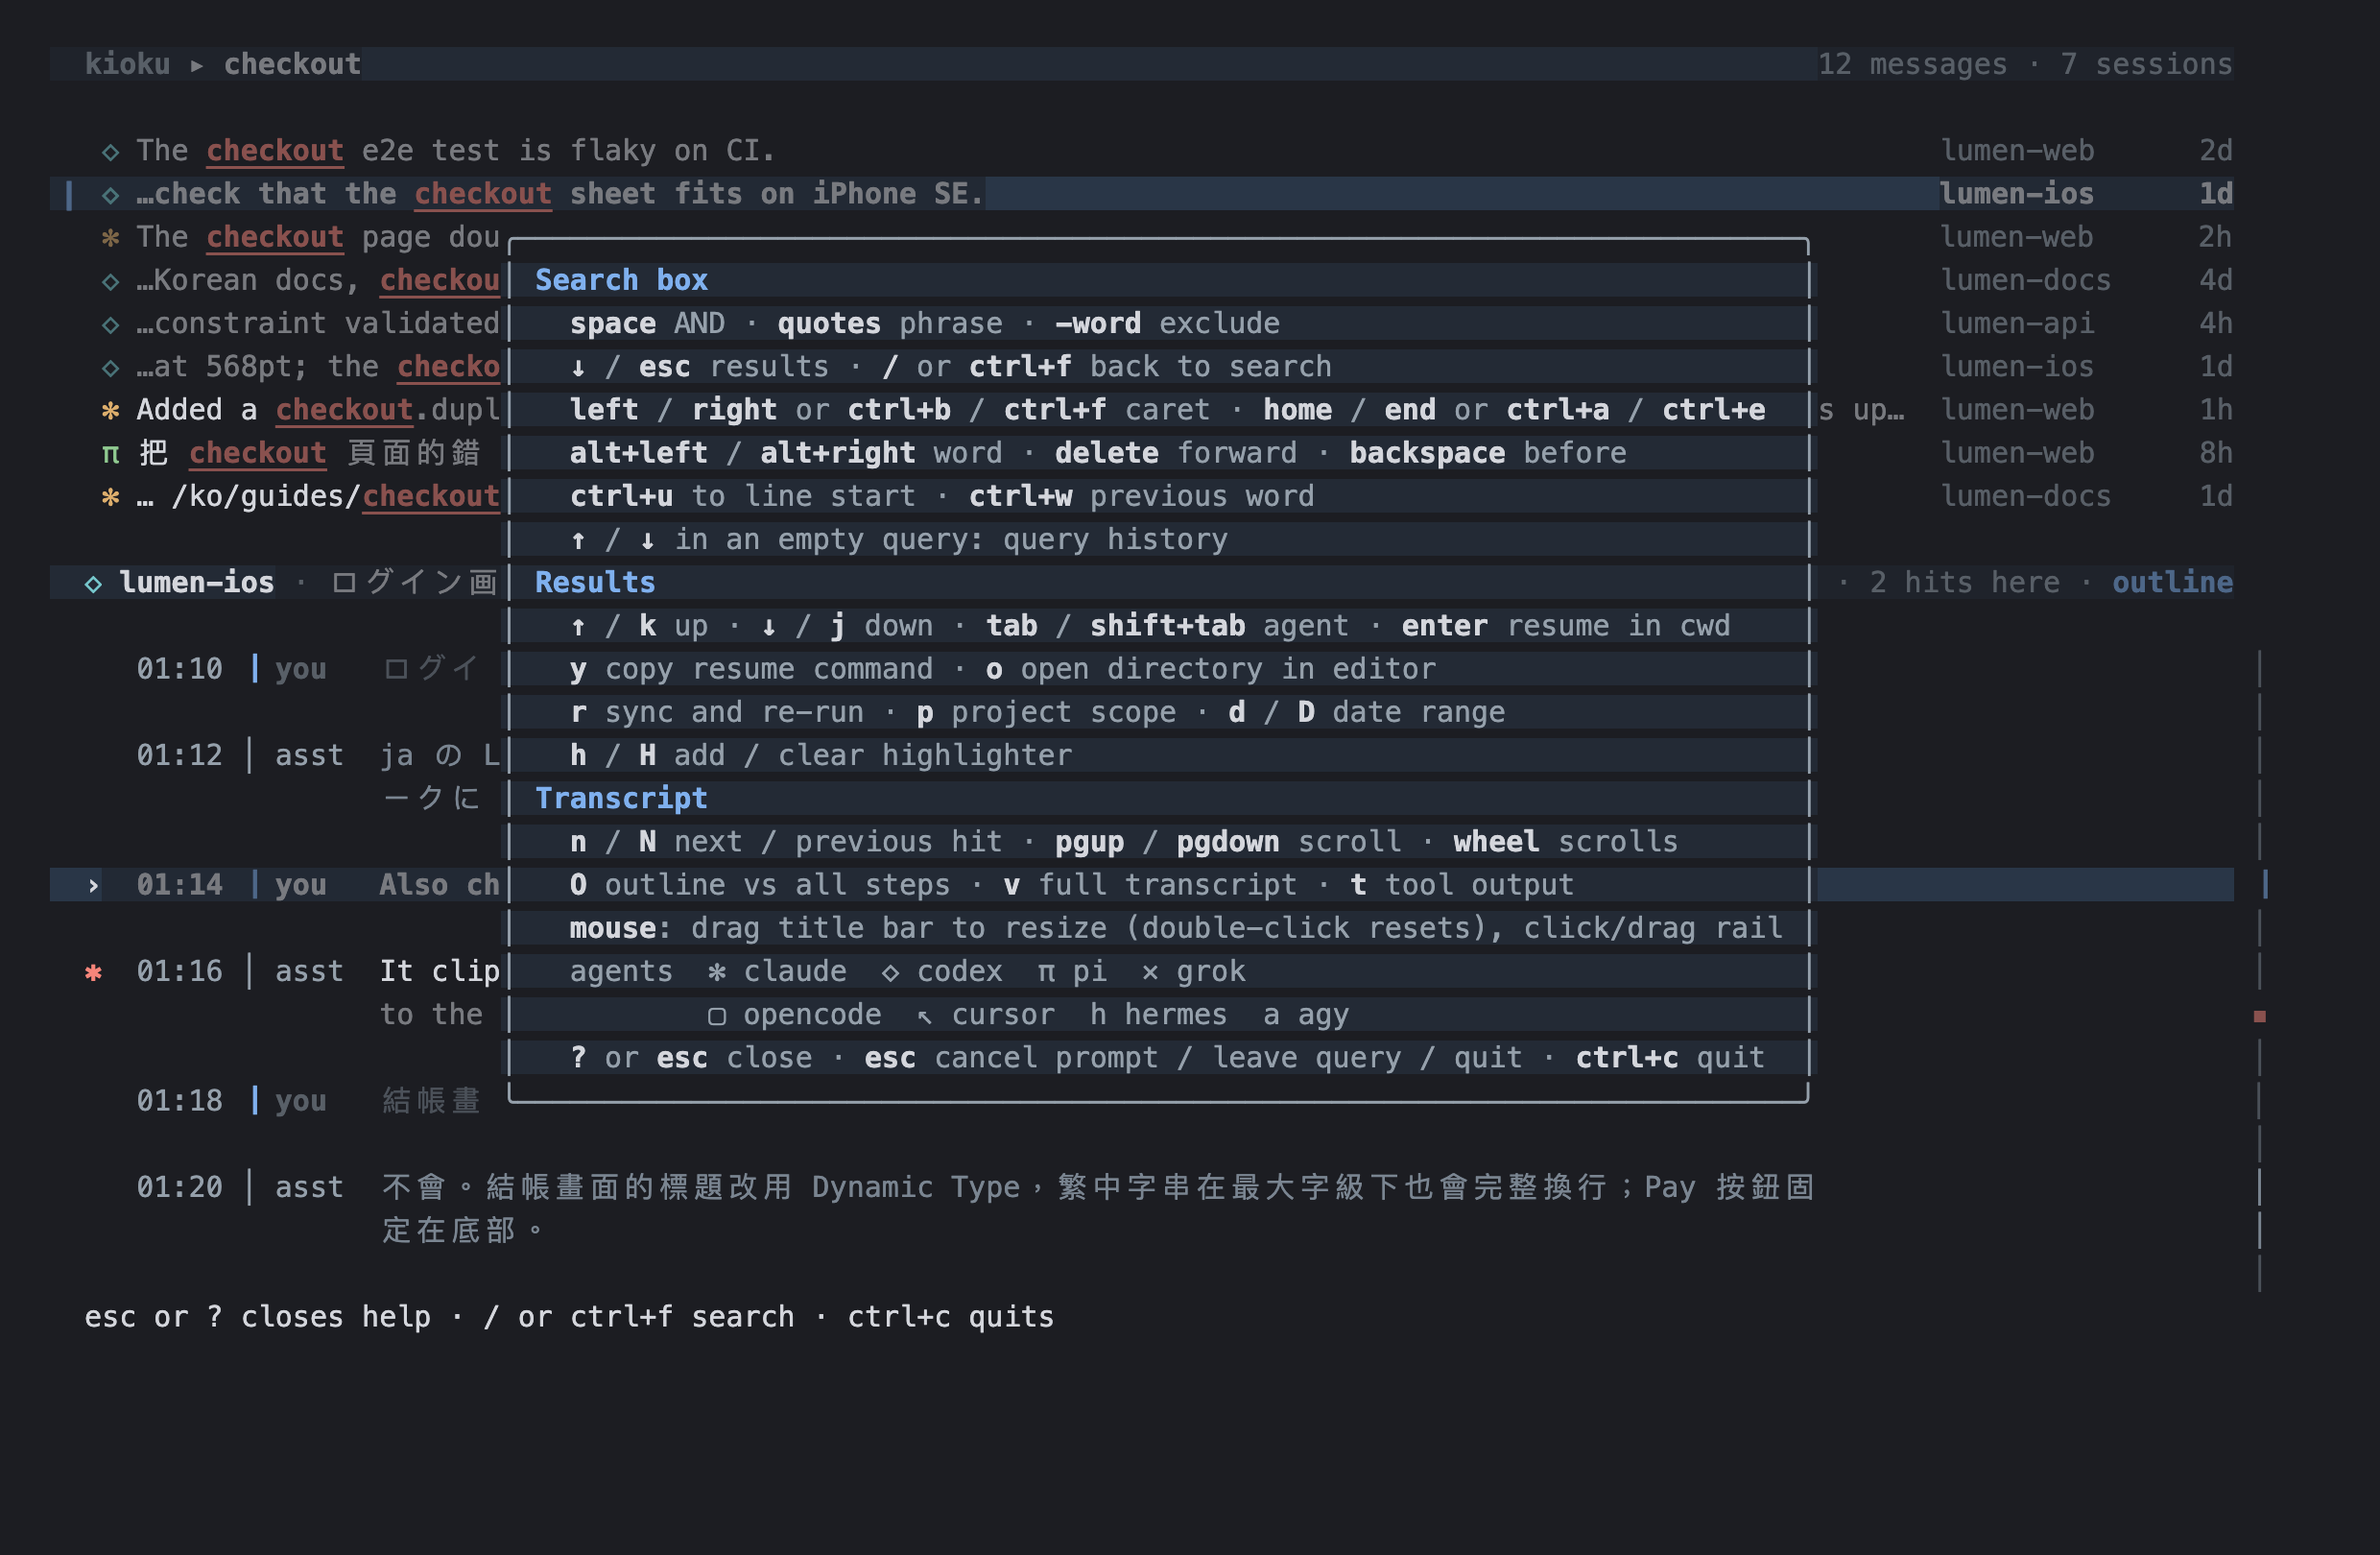 kioku ▸ checkout 12 messages · 7 sessions
◇ The checkout e2e test is flaky on CI. lumen-web 2d
◇ …check that the checkout sheet fits on iPhone SE. lumen-ios 1d
✻ The checkout page dou lumen-web 2h
◇ …Korean docs, checkou lumen-docs 4d
◇ …constraint validated lumen-api 4h
◇ …at 568pt; the checko lumen-ios 1d
✻ Added a checkout.dupl s up… lumen-web 1h
π 把 checkout 頁面的錯 lumen-web 8h
✻ … /ko/guides/checkout lumen-docs 1d
Search box
space AND · quotes phrase · -word exclude
↓ / esc results · / or ctrl+f back to search
left / right or ctrl+b / ctrl+f caret · home / end or ctrl+a / ctrl+e
alt+left / alt+right word · delete forward · backspace before
ctrl+u to line start · ctrl+w previous word
↑ / ↓ in an empty query: query history
Results
↑ / k up · ↓ / j down · tab / shift+tab agent · enter resume in cwd
y copy resume command · o open directory in editor
r sync and re-run · p project scope · d / D date range
h / H add / clear highlighter
Transcript
n / N next / previous hit · pgup / pgdown scroll · wheel scrolls
O outline vs all steps · v full transcript · t tool output
mouse: drag title bar to resize (double-click resets), click/drag rail
agents ✻ claude ◇ codex π pi × grok
▢ opencode ↖ cursor h hermes a agy
? or esc close · esc cancel prompt / leave query / quit · ctrl+c quit
◇ lumen-ios · ログイン画 · 2 hits here · outline
01:10 you ログイ
01:12 asst ja の L
ークに
› 01:14 you Also ch
✱ 01:16 asst It clip
to the
01:18 you 結帳畫
01:20 asst 不會。結帳畫面的標題改用 Dynamic Type，繁中字串在最大字級下也會完整換行；Pay 按鈕固
定在底部。
esc or ? closes help · / or ctrl+f search · ctrl+c quits